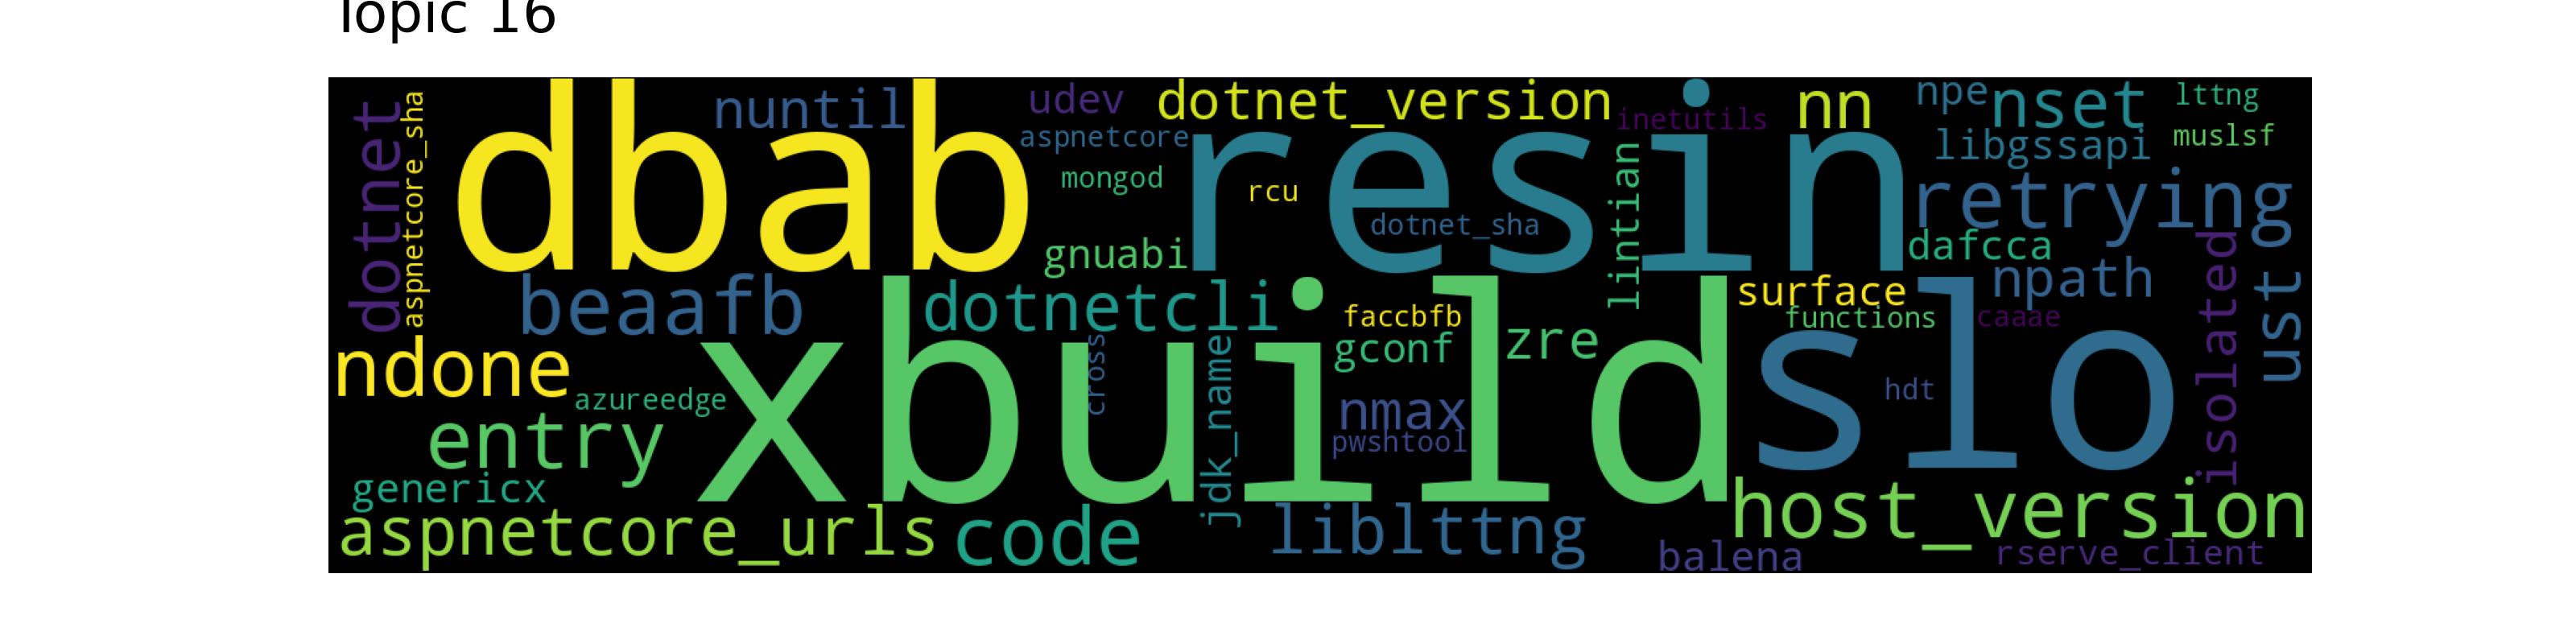 Topic 16
dotnet
aspnetcore_sha
dbab
nuntil
udev
dotnet_version
inetutils
nn
npe
nset
lttng
aspnetcore
muslsf
libgssapi
mongod
resin
rcu
lintian
retrying
dotnet_sha
gnuabi
dafcca
npath
isolated
ust
beaafb
dotnetcli
faccbfb
surface
functions
caaae
ndone
xbuild
cross
jdk_name
gconf
zre
slo
hdt
azureedge
nmax
pwshtool
entry
genericx
host_version
aspnetcore_urls
code
liblttng
balena
rserve_client